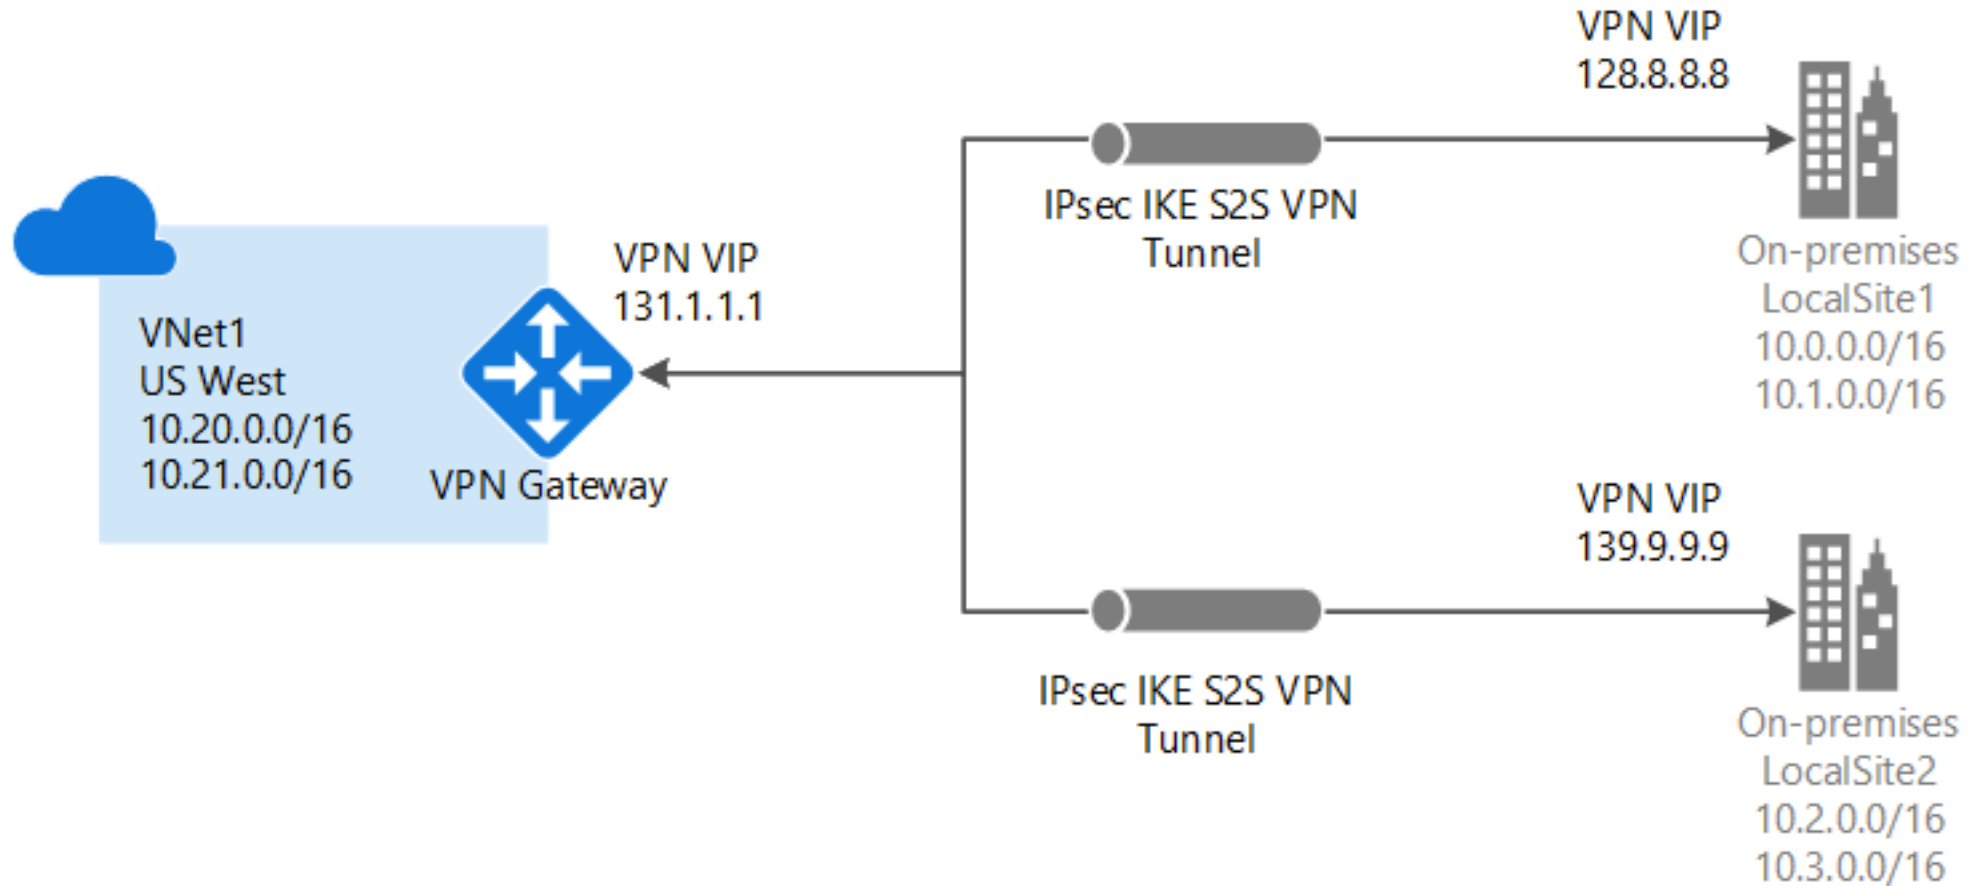 VNet1
US West
10.20.0.0/16
10.21.0.0/16
VPN Gateway
VPN VIP
131.1.1.1
IPsec IKE S2S VPN
Tunnel
VPN VIP
128.8.8.8
On-premises
LocalSite1
10.0.0.0/16
10.1.0.0/16
IPsec IKE S2S VPN
Tunnel
VPN VIP
139.9.9.9
On-premises
LocalSite2
10.2.0.0/16
10.3.0.0/16